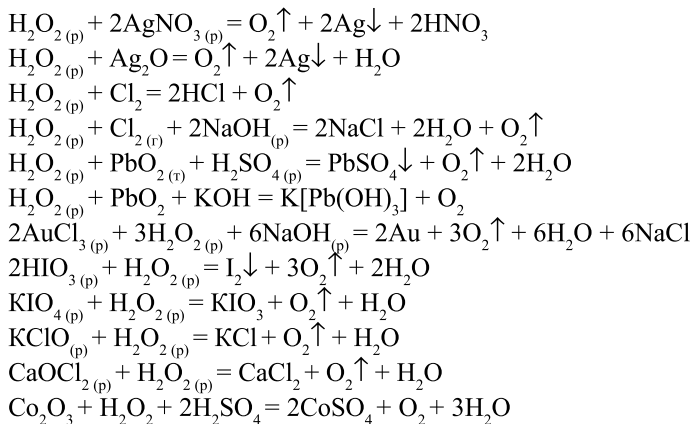 H₂O₂ (р) + 2AgNO₃ (р) = O₂↑ + 2Ag↓ + 2HNO₃
H₂O₂ (р) + Ag₂O = O₂↑ + 2Ag↓ + H₂O
H₂O₂ (р) + Cl₂ = 2HCl + O₂↑
H₂O₂ (р) + Cl₂ (г) + 2NaOH(р) = 2NaCl + 2H₂O + O₂↑
H₂O₂ (р) + PbO₂ (т) + H₂SO₄ (р) = PbSO₄↓ + O₂↑ + 2H₂O
H₂O₂ (р) + PbO₂ + KOH = K[Pb(OH)₃] + O₂
2AuCl₃ (р) + 3H₂O₂ (р) + 6NaOH(р) = 2Au + 3O₂↑ + 6H₂O + 6NaCl
2HIO₃ (р) + H₂O₂ (р) = I₂↓ + 3O₂↑ + 2H₂O
KIO₄ (р) + H₂O₂ (р) = KIO₃ + O₂↑ + H₂O
KClO(р) + H₂O₂ (р) = KCl + O₂↑ + H₂O
CaOCl₂ (р) + H₂O₂ (р) = CaCl₂ + O₂↑ + H₂O
Co₂O₃ + H₂O₂ + 2H₂SO₄ = 2CoSO₄ + O₂ + 3H₂O